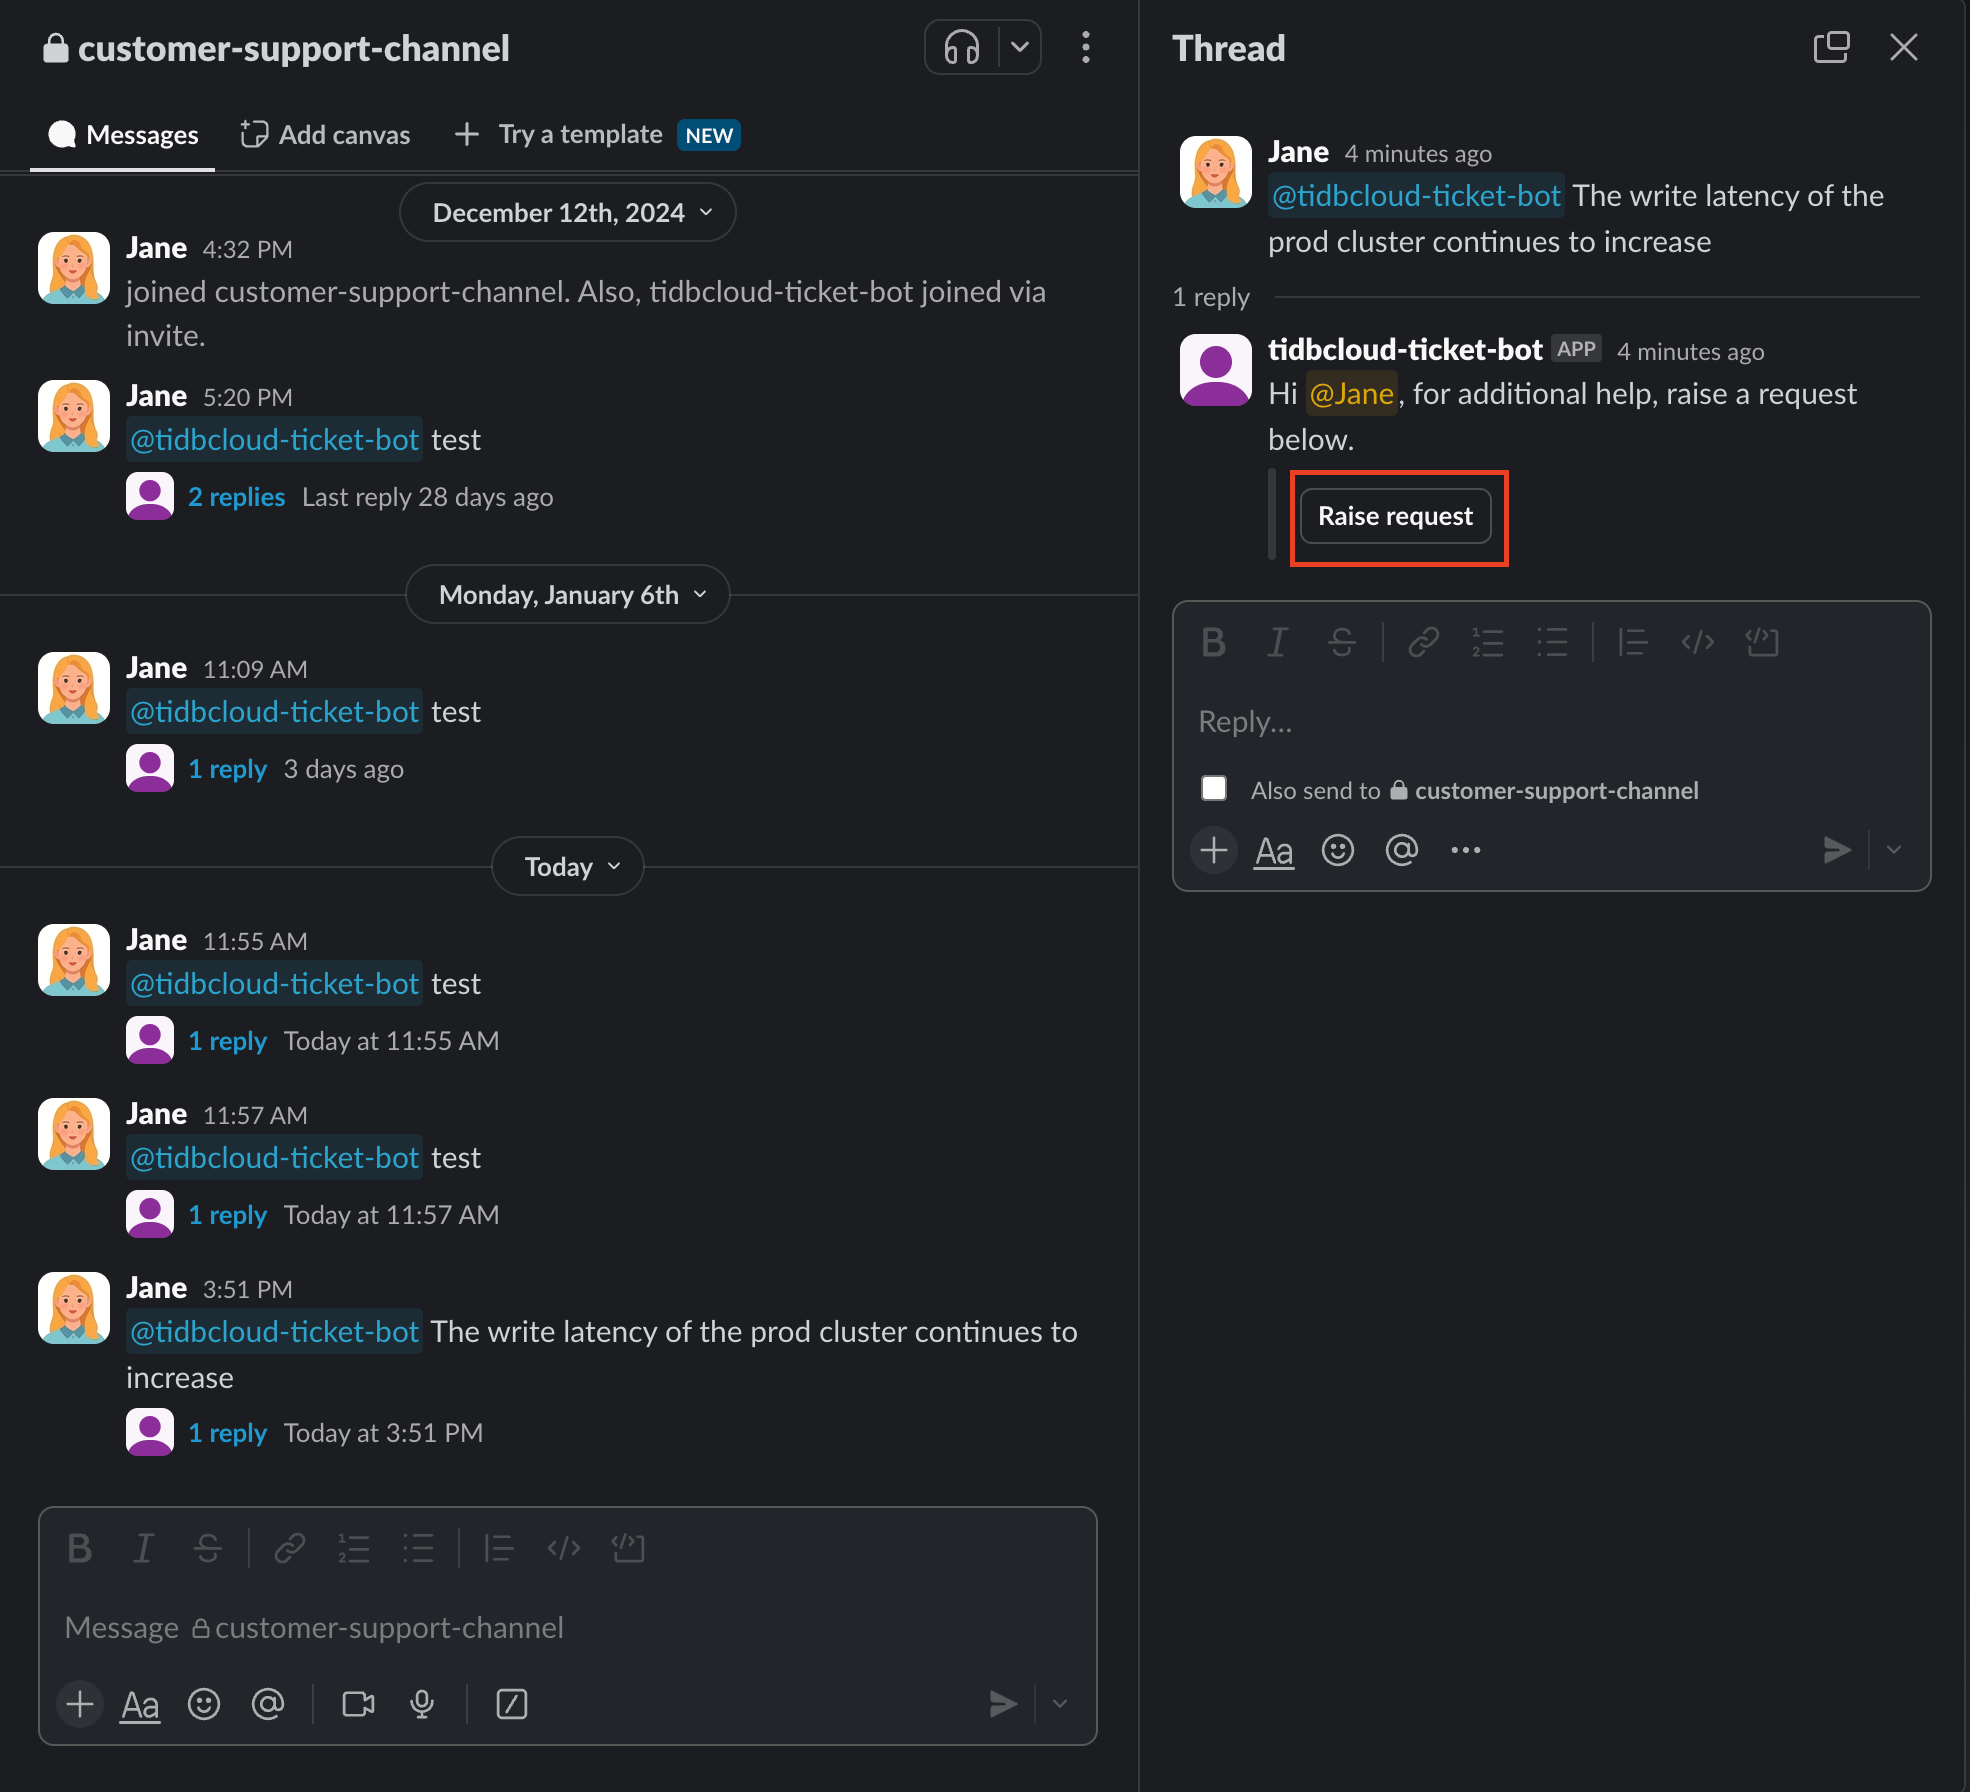 customer-support-channel
Messages
Add canvas
Try a template NEW
December 12th, 2024
Jane 4:32 PM
joined customer-support-channel. Also, tidbcloud-ticket-bot joined via
invite.
Jane 5:20 PM
@tidbcloud-ticket-bot test
2 replies Last reply 28 days ago
Monday, January 6th
Jane 11:09 AM
@tidbcloud-ticket-bot test
1 reply 3 days ago
Today
Jane 11:55 AM
@tidbcloud-ticket-bot test
1 reply Today at 11:55 AM
Jane 11:57 AM
@tidbcloud-ticket-bot test
1 reply Today at 11:57 AM
Jane 3:51 PM
@tidbcloud-ticket-bot The write latency of the prod cluster continues to
increase
1 reply Today at 3:51 PM
Message customer-support-channel
Aa
Thread
Jane 4 minutes ago
@tidbcloud-ticket-bot The write latency of the
prod cluster continues to increase
1 reply
tidbcloud-ticket-bot APP 4 minutes ago
Hi @Jane, for additional help, raise a request
below.
Raise request
Reply...
Also send to customer-support-channel
Aa